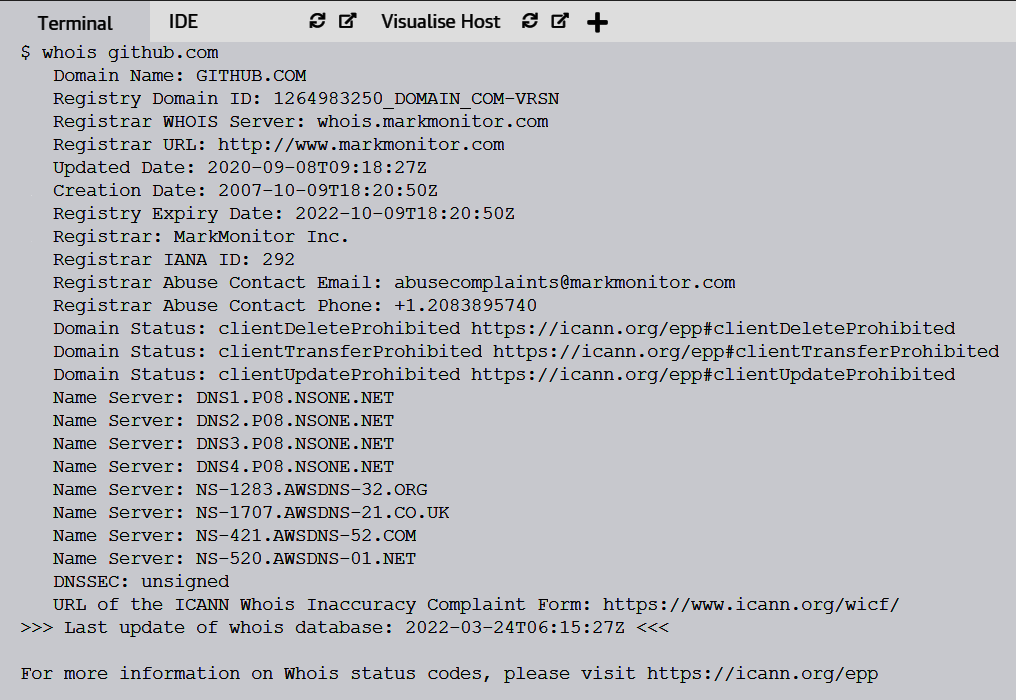 Terminal IDE Visualise Host
$ whois github.com
Domain Name: GITHUB.COM
Registry Domain ID: 1264983250_DOMAIN_COM-VRSN
Registrar WHOIS Server: whois.markmonitor.com
Registrar URL: http://www.markmonitor.com
Updated Date: 2020-09-08T09:18:27Z
Creation Date: 2007-10-09T18:20:50Z
Registry Expiry Date: 2022-10-09T18:20:50Z
Registrar: MarkMonitor Inc.
Registrar IANA ID: 292
Registrar Abuse Contact Email: abusecomplaints@markmonitor.com
Registrar Abuse Contact Phone: +1.2083895740
Domain Status: clientDeleteProhibited https://icann.org/epp#clientDeleteProhibited
Domain Status: clientTransferProhibited https://icann.org/epp#clientTransferProhibited
Domain Status: clientUpdateProhibited https://icann.org/epp#clientUpdateProhibited
Name Server: DNS1.P08.NSONE.NET
Name Server: DNS2.P08.NSONE.NET
Name Server: DNS3.P08.NSONE.NET
Name Server: DNS4.P08.NSONE.NET
Name Server: NS-1283.AWSDNS-32.ORG
Name Server: NS-1707.AWSDNS-21.CO.UK
Name Server: NS-421.AWSDNS-52.COM
Name Server: NS-520.AWSDNS-01.NET
DNSSEC: unsigned
URL of the ICANN Whois Inaccuracy Complaint Form: https://www.icann.org/wicf/
>>> Last update of whois database: 2022-03-24T06:15:27Z <<<
For more information on Whois status codes, please visit https://icann.org/epp